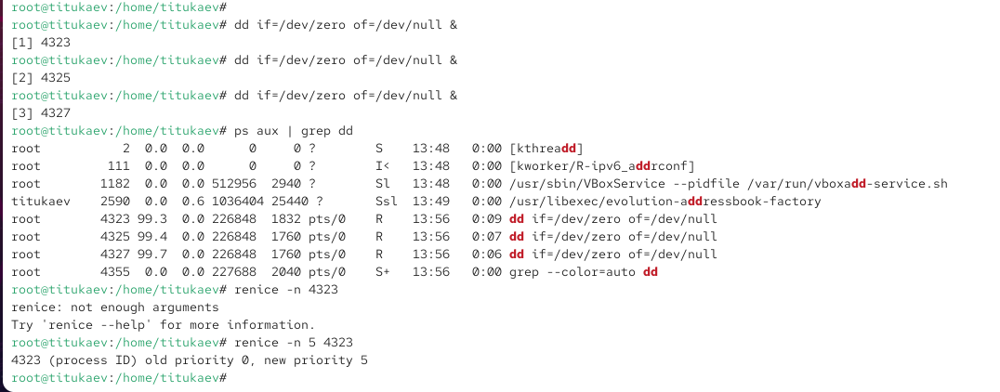 root@titukaev:/home/titukaev#
root@titukaev:/home/titukaev# dd if=/dev/zero of=/dev/null &
[1] 4323
root@titukaev:/home/titukaev# dd if=/dev/zero of=/dev/null &
[2] 4325
root@titukaev:/home/titukaev# dd if=/dev/zero of=/dev/null &
[3] 4327
root@titukaev:/home/titukaev# ps aux | grep dd
root           2  0.0  0.0      0     0 ?        S    13:48   0:00 [kthreadd]
root         111  0.0  0.0      0     0 ?        I<   13:48   0:00 [kworker/R-ipv6_addrconf]
root        1182  0.0  0.0 512956  2940 ?        Sl   13:48   0:00 /usr/sbin/VBoxService --pidfile /var/run/vboxadd-service.sh
titukaev    2590  0.0  0.6 1036404 25440 ?       Ssl  13:49   0:00 /usr/libexec/evolution-addressbook-factory
root        4323 99.3  0.0 226848  1832 pts/0    R    13:56   0:09 dd if=/dev/zero of=/dev/null
root        4325 99.4  0.0 226848  1760 pts/0    R    13:56   0:07 dd if=/dev/zero of=/dev/null
root        4327 99.7  0.0 226848  1760 pts/0    R    13:56   0:06 dd if=/dev/zero of=/dev/null
root        4355  0.0  0.0 227688  2040 pts/0    S+   13:56   0:00 grep --color=auto dd
root@titukaev:/home/titukaev# renice -n 4323
renice: not enough arguments
Try 'renice --help' for more information.
root@titukaev:/home/titukaev# renice -n 5 4323
4323 (process ID) old priority 0, new priority 5
root@titukaev:/home/titukaev#